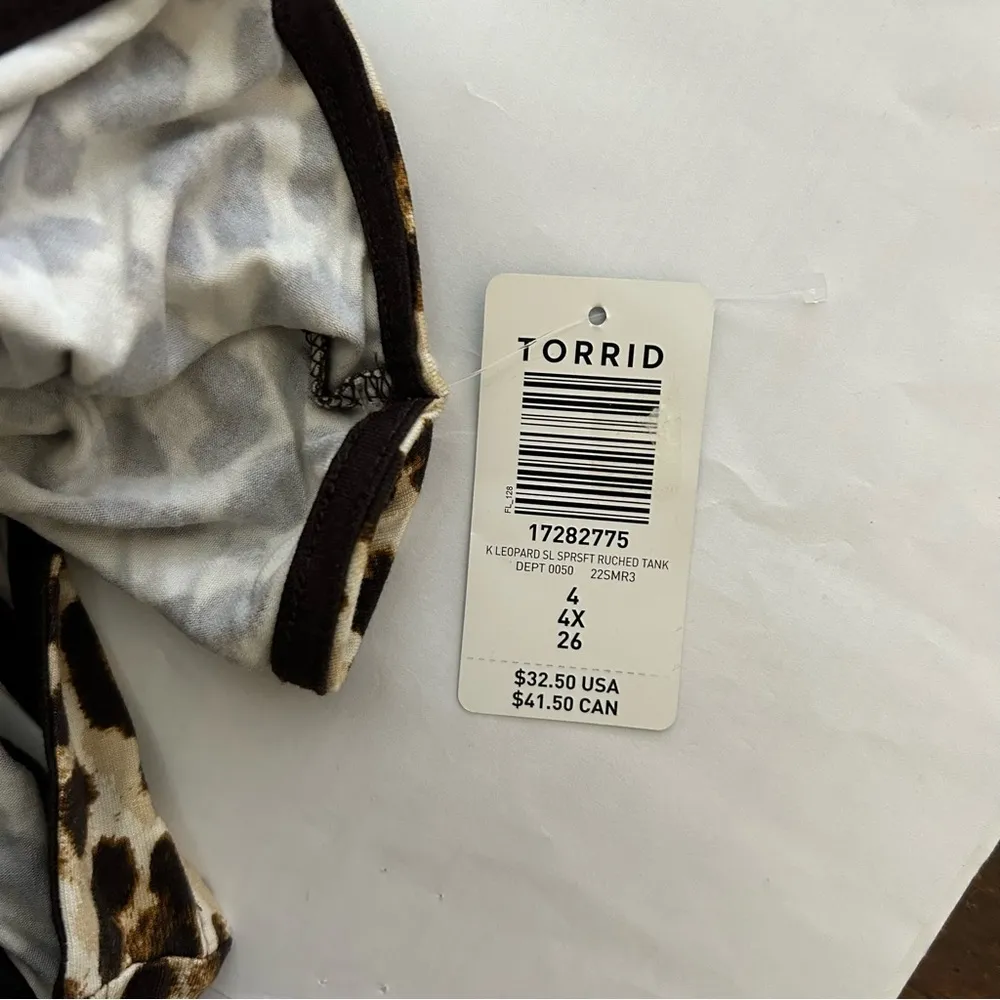 TORRID
FL_128
17282775
K LEOPARD SL SPRSFT RUCHED TANK
DEPT 0050 22SMR3
4
4X
26
$32.50 USA
$41.50 CAN